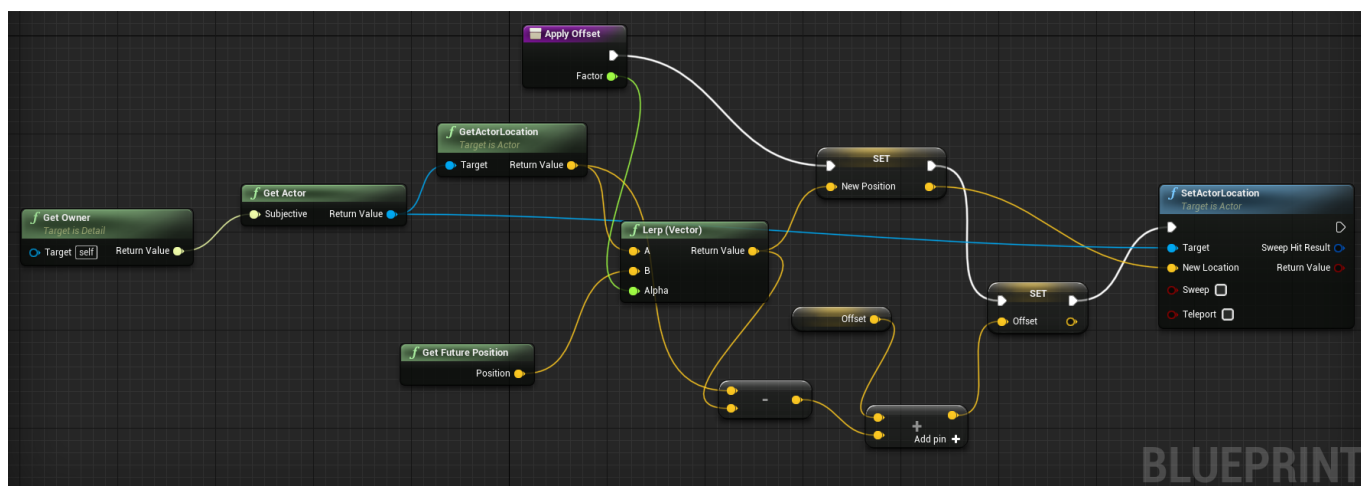 Apply Offset
Factor
GetActorLocation
Target is Actor
Target Return Value
Get Actor
Subjective Return Value
Get Owner
Target is Detail
Target self Return Value
SET
New Position
SetActorLocation
Target is Actor
Target Sweep Hit Result
New Location Return Value
Sweep
Teleport
Lerp (Vector)
A Return Value
B
Alpha
SET
Offset
Offset
Get Future Position
Position
-
+
Add pin +
BLUEPRINT